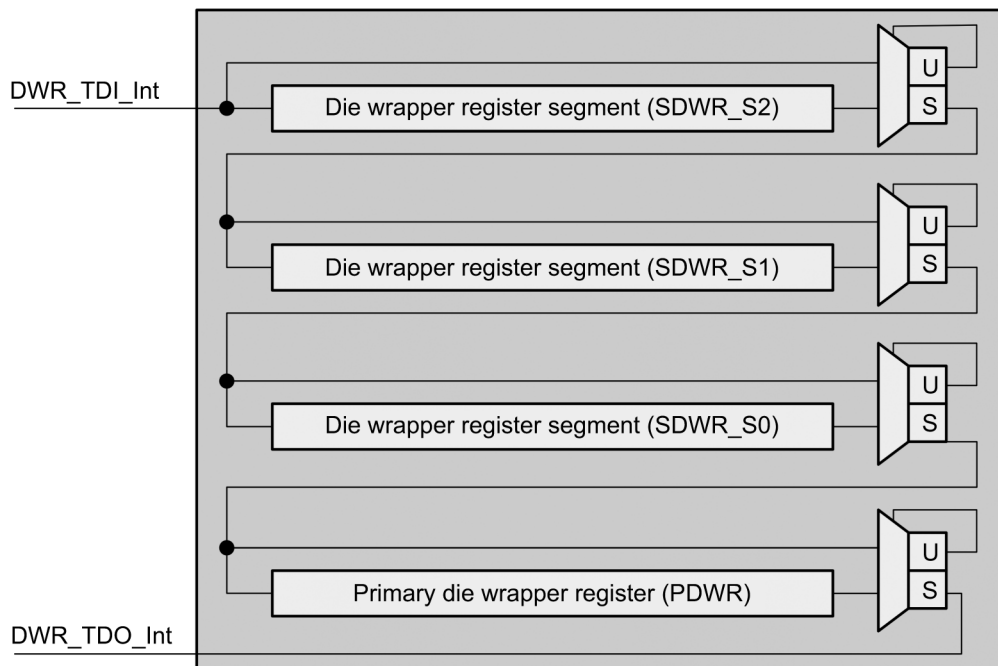 U
DWR_TDI_Int
Die wrapper register segment (SDWR_S2)
S
U
Die wrapper register segment (SDWR_S1)
S
U
Die wrapper register segment (SDWR_S0)
S
U
Primary die wrapper register (PDWR)
S
DWR_TDO_Int